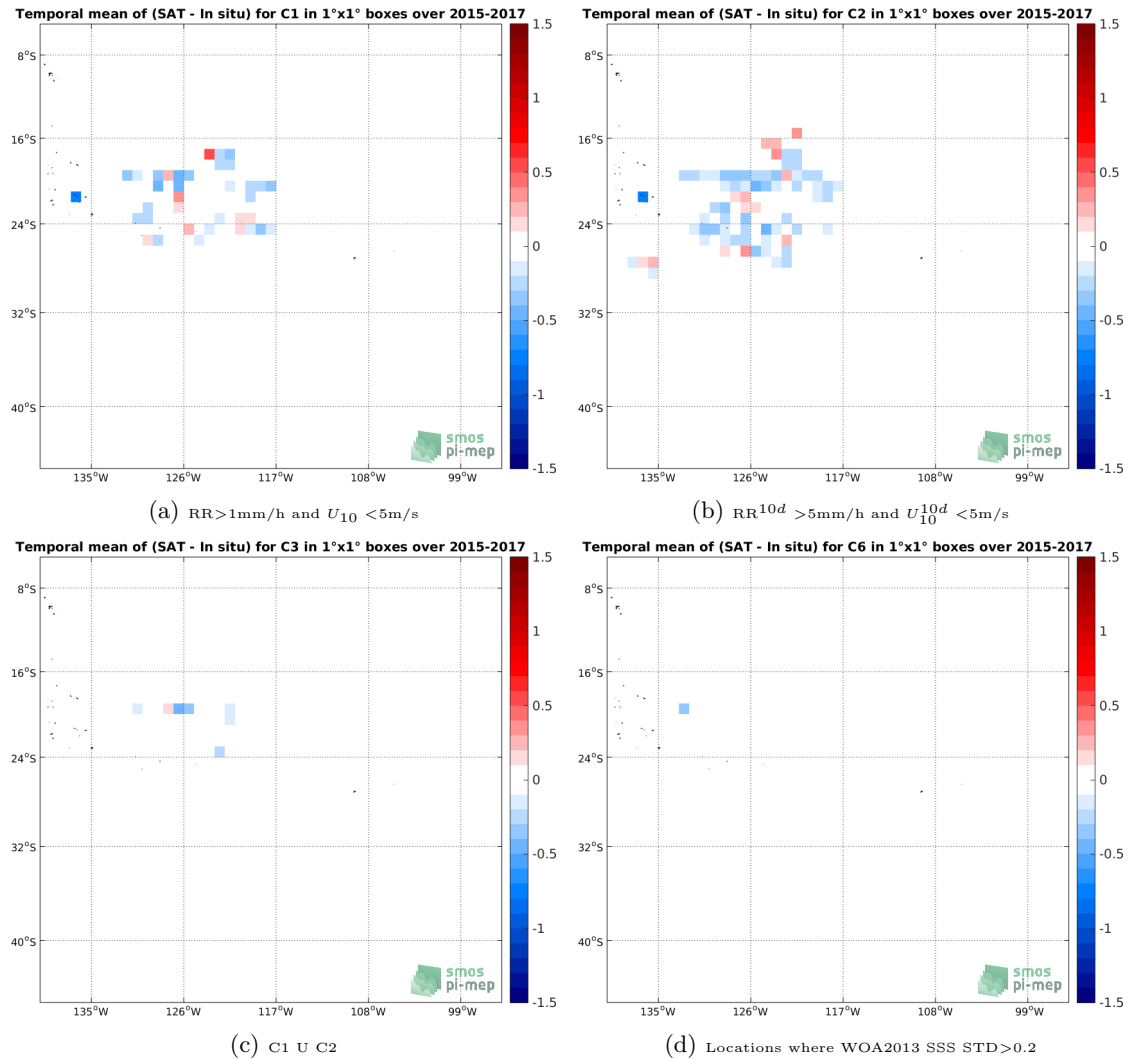 Temporal mean of (SAT - In situ) for C1 in 1°x1° boxes over 2015-2017
1.5
1
0.5
0
-0.5
-1
-1.5
8°S
16°S
24°S
32°S
40°S
135°W
126°W
117°W
108°W
99°W
smos
pi-mep
(a) RR>1mm/h and U10 <5m/s
Temporal mean of (SAT - In situ) for C2 in 1°x1° boxes over 2015-2017
1.5
1
0.5
0
-0.5
-1
-1.5
8°S
16°S
24°S
32°S
40°S
135°W
126°W
117°W
108°W
99°W
smos
pi-mep
(b) RR^10d >5mm/h and U10^10d <5m/s
Temporal mean of (SAT - In situ) for C3 in 1°x1° boxes over 2015-2017
1.5
1
0.5
0
-0.5
-1
-1.5
8°S
16°S
24°S
32°S
40°S
135°W
126°W
117°W
108°W
99°W
smos
pi-mep
(c) C1 U C2
Temporal mean of (SAT - In situ) for C6 in 1°x1° boxes over 2015-2017
1.5
1
0.5
0
-0.5
-1
-1.5
8°S
16°S
24°S
32°S
40°S
135°W
126°W
117°W
108°W
99°W
smos
pi-mep
(d) Locations where WOA2013 SSS STD>0.2